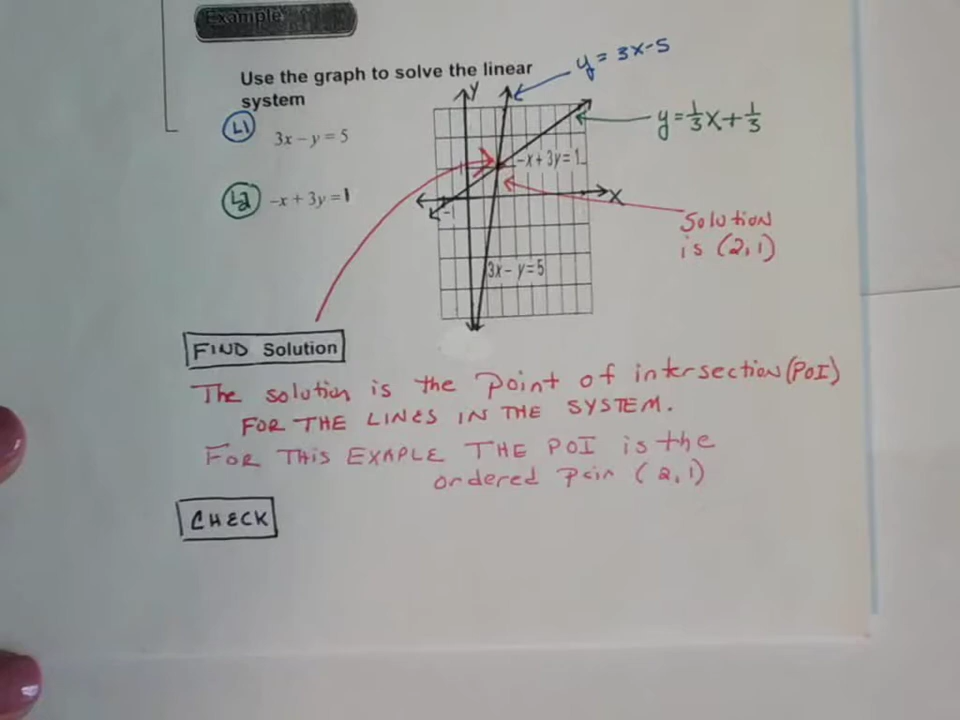 Example
Use the graph to solve the linear
system
L1 3x – y = 5
L2 -x + 3y = 1
y = 3x-5
Y
y = 1/3 x + 1/3
-x + 3y = 1
X
-1
3x – y = 5
Solution
is (2,1)
FIND Solution
The solution is the point of intersection (POI)
FOR THE LINES IN THE SYSTEM.
FOR THIS EXAPLE THE POI is the
ordered pair (2,1)
CHECK